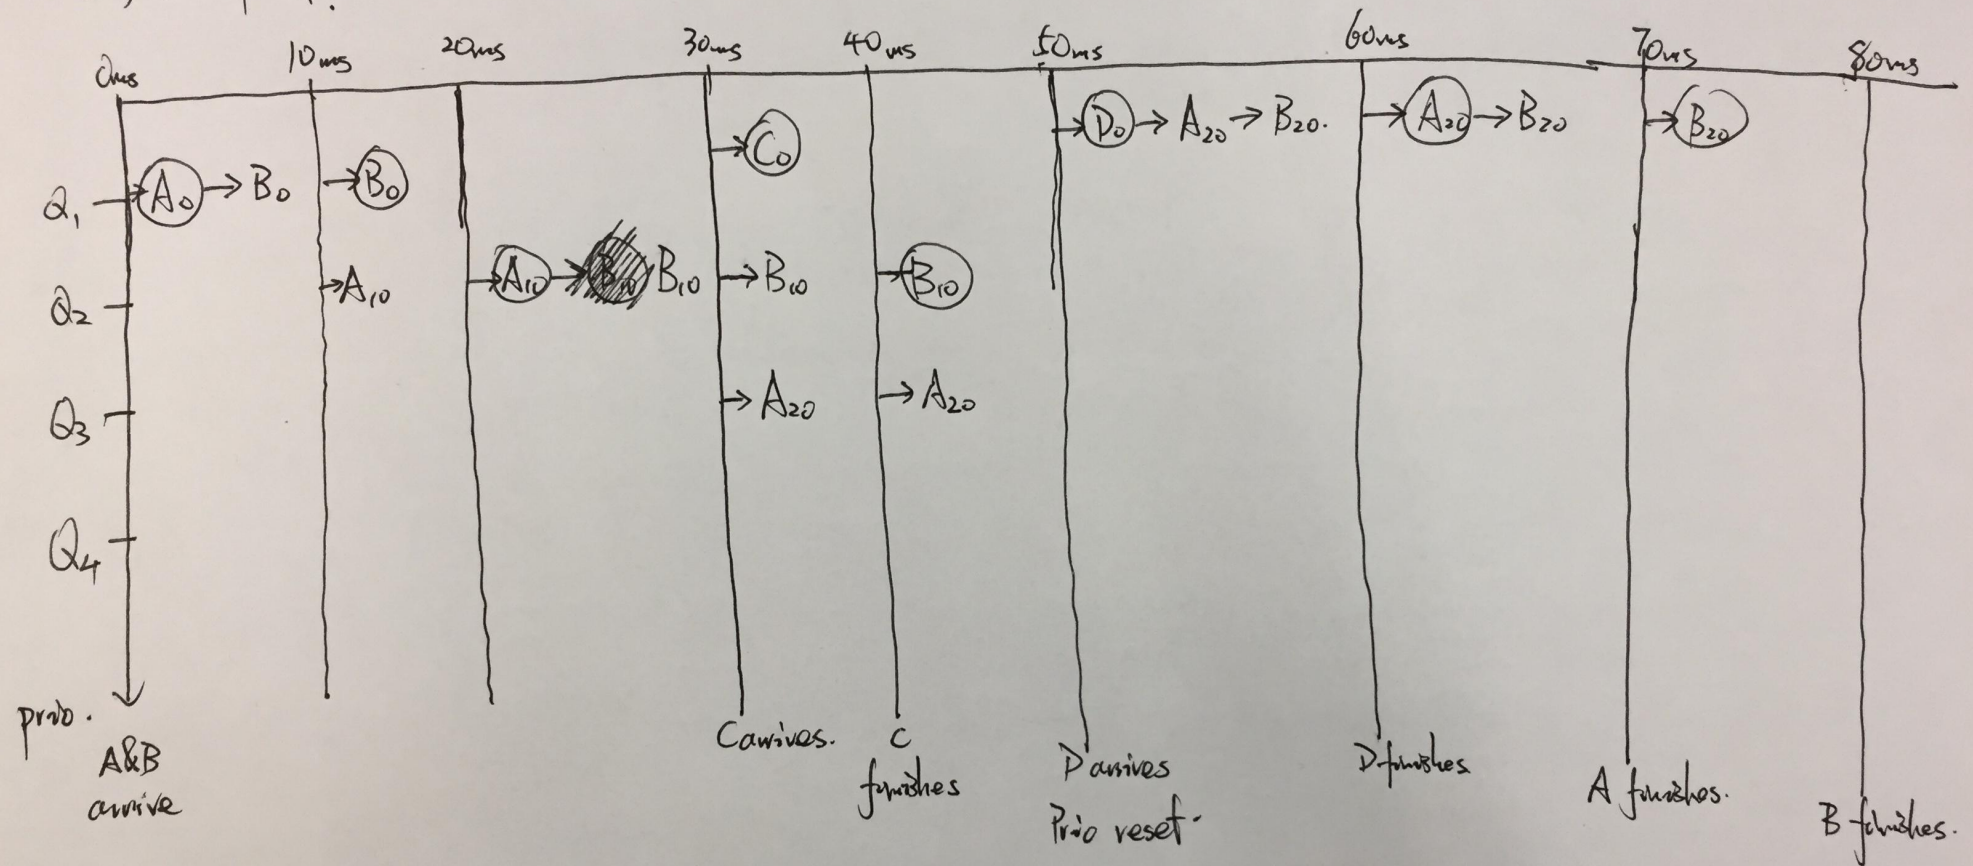 0ms 10ms 20ms 30ms 40ms 50ms 60ms 70ms 80ms
C0 D0 → A20 → B20. → A20 → B20 → B20
Q1 A0 → B0 → B0
Q2 → A10 → A10 → B10 → B10 → B10
Q3 → A20 → A20
Q4
prio.
A&B
arrive
C arrives.
C
finishes
D arives
Prio reset.
D finishes
A finishes.
B finishes.